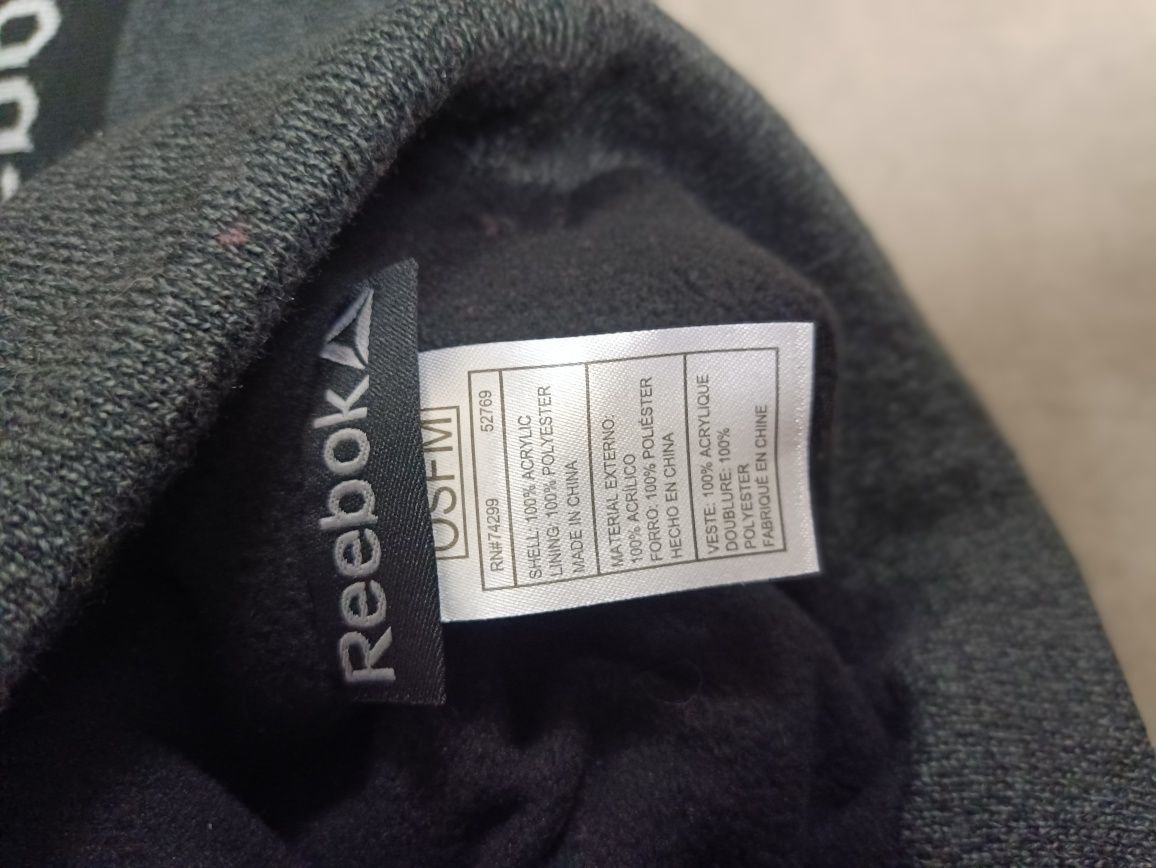 Reebok
OSFM
RN#74299 52769
SHELL: 100% ACRYLIC
LINING: 100% POLYESTER
MADE IN CHINA
MATERIAL EXTERNO:
100% ACRILICO
FORRO: 100% POLIÉSTER
HECHO EN CHINA
VESTE: 100% ACRYLIQUE
DOUBLURE: 100%
POLYESTER
FABRIQUÉ EN CHINE